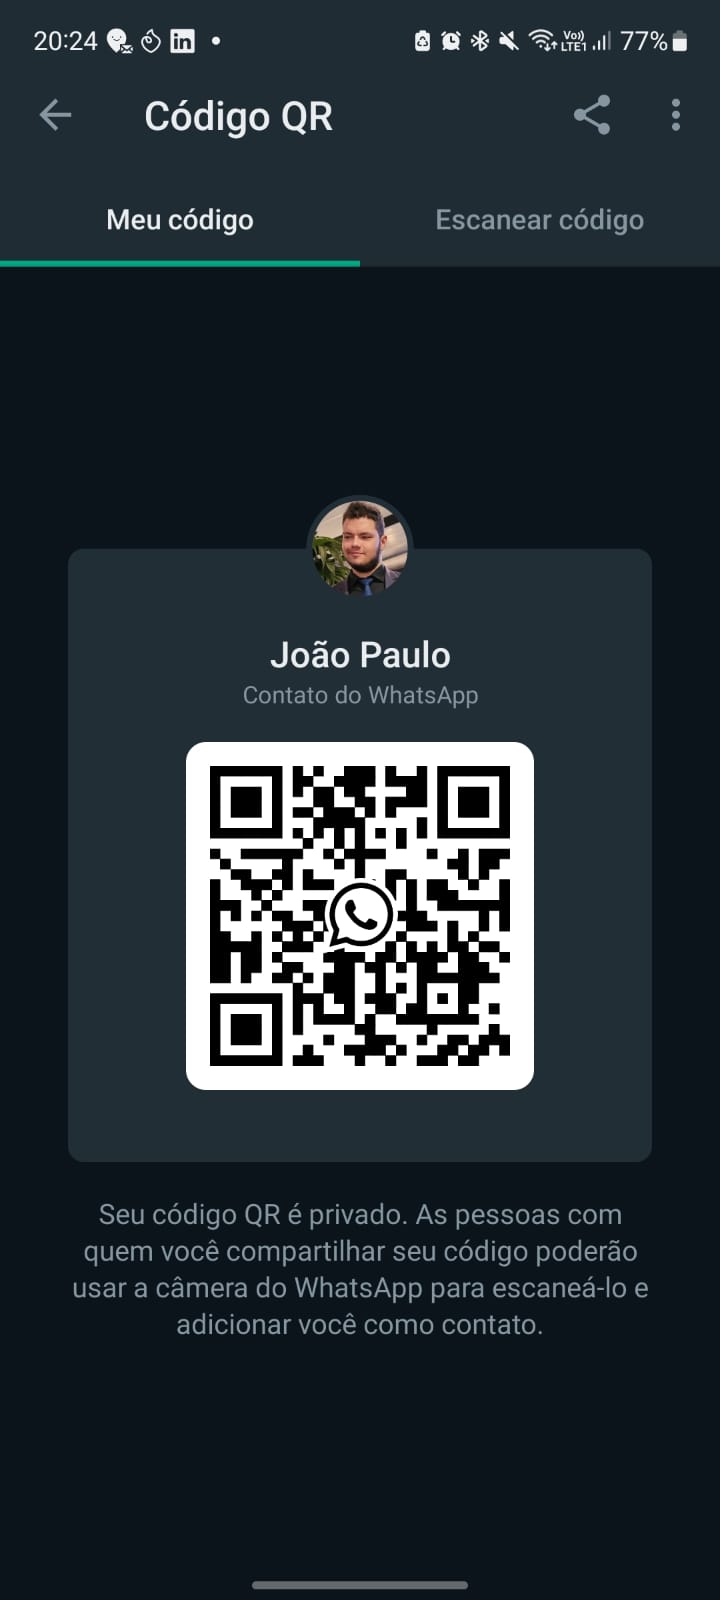 20:24
Vo))
LTE1
77%
Código QR
Meu código
Escanear código
João Paulo
Contato do WhatsApp
Seu código QR é privado. As pessoas com
quem você compartilhar seu código poderão
usar a câmera do WhatsApp para escaneá-lo e
adicionar você como contato.